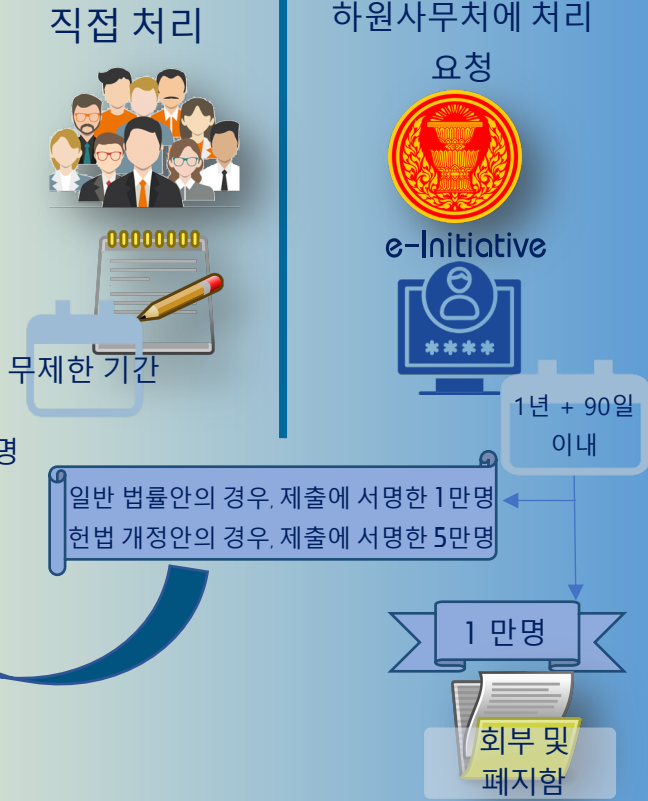 직접 처리
하원사무처에 처리
요청
e-Initiative
****
무제한 기간
1년 + 90일
이내
명
일반 법률안의 경우, 제출에 서명한 1만명
헌법 개정안의 경우, 제출에 서명한 5만명
1 만명
회부 및
폐지함